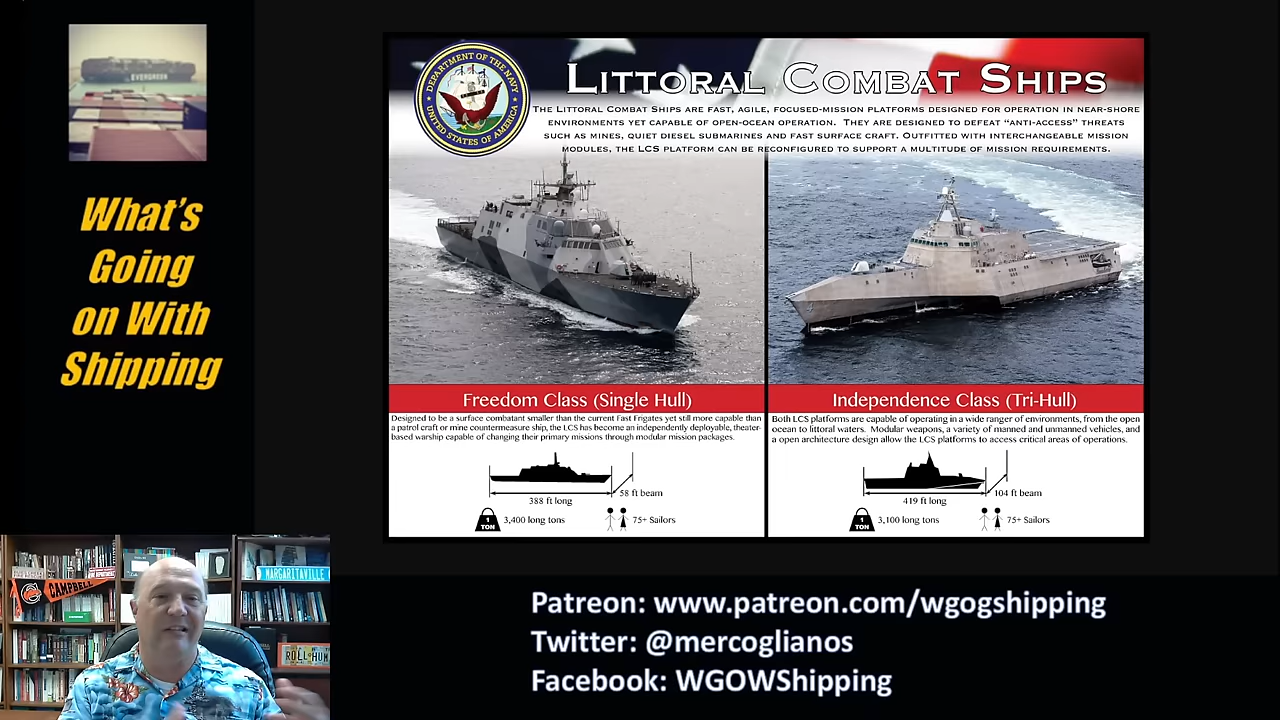 EVERGREEN
What's
Going
on With
Shipping
DEPARTMENT OF THE NAVY
UNITED STATES OF AMERICA
LITTORAL COMBAT SHIPS
THE LITTORAL COMBAT SHIPS ARE FAST, AGILE, FOCUSED-MISSION PLATFORMS DESIGNED FOR OPERATION IN NEAR-SHORE
ENVIRONMENTS YET CAPABLE OF OPEN-OCEAN OPERATION. THEY ARE DESIGNED TO DEFEAT “ANTI-ACCESS” THREATS
SUCH AS MINES, QUIET DIESEL SUBMARINES AND FAST SURFACE CRAFT. OUTFITTED WITH INTERCHANGEABLE MISSION
MODULES, THE LCS PLATFORM CAN BE RECONFIGURED TO SUPPORT A MULTITUDE OF MISSION REQUIREMENTS.
Freedom Class (Single Hull)
Designed to be a surface combatant smaller than the current Fast Frigates yet still more capable than
a patrol craft or mine countermeasure ship, the LCS has become an independently deployable, theater-
based warship capable of changing their primary missions through modular mission packages.
388 ft long
58 ft beam
1 TON
3,400 long tons
75+ Sailors
Independence Class (Tri-Hull)
Both LCS platforms are capable of operating in a wide ranger of environments, from the open
ocean to littoral waters. Modular weapons, a variety of manned and unmanned vehicles, and
a open architecture design allow the LCS platforms to access critical areas of operations.
419 ft long
104 ft beam
1 TON
3,100 long tons
75+ Sailors
CAMPBELL
MARGARITAVILLE
Patreon: www.patreon.com/wgogshipping
Twitter: @mercoglianos
Facebook: WGOWShipping